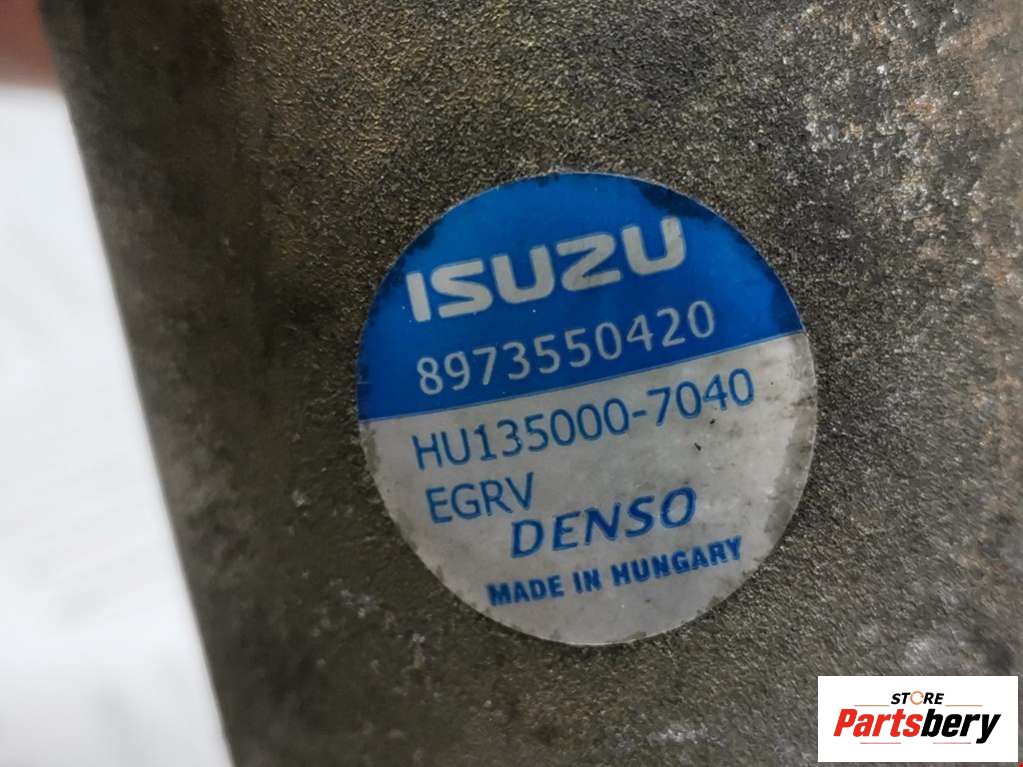 ISUZU
8973550420
HU135000-7040
EGRV
DENSO
MADE IN HUNGARY
STORE
Partsbery